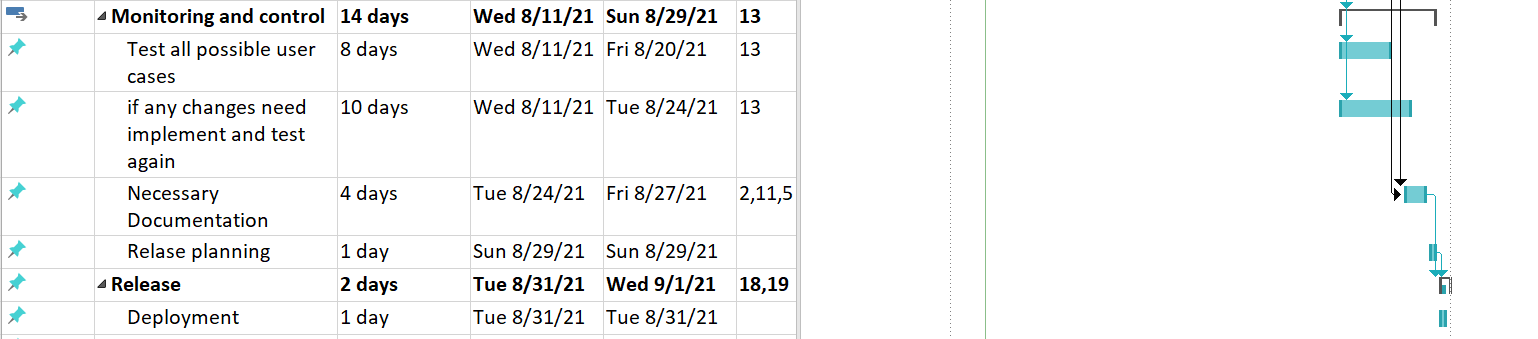 Monitoring and control 14 days Wed 8/11/21 Sun 8/29/21 13
Test all possible user 8 days Wed 8/11/21 Fri 8/20/21 13
cases
if any changes need 10 days Wed 8/11/21 Tue 8/24/21 13
implement and test
again
Necessary 4 days Tue 8/24/21 Fri 8/27/21 2,11,5
Documentation
Relase planning 1 day Sun 8/29/21 Sun 8/29/21
Release 2 days Tue 8/31/21 Wed 9/1/21 18,19
Deployment 1 day Tue 8/31/21 Tue 8/31/21